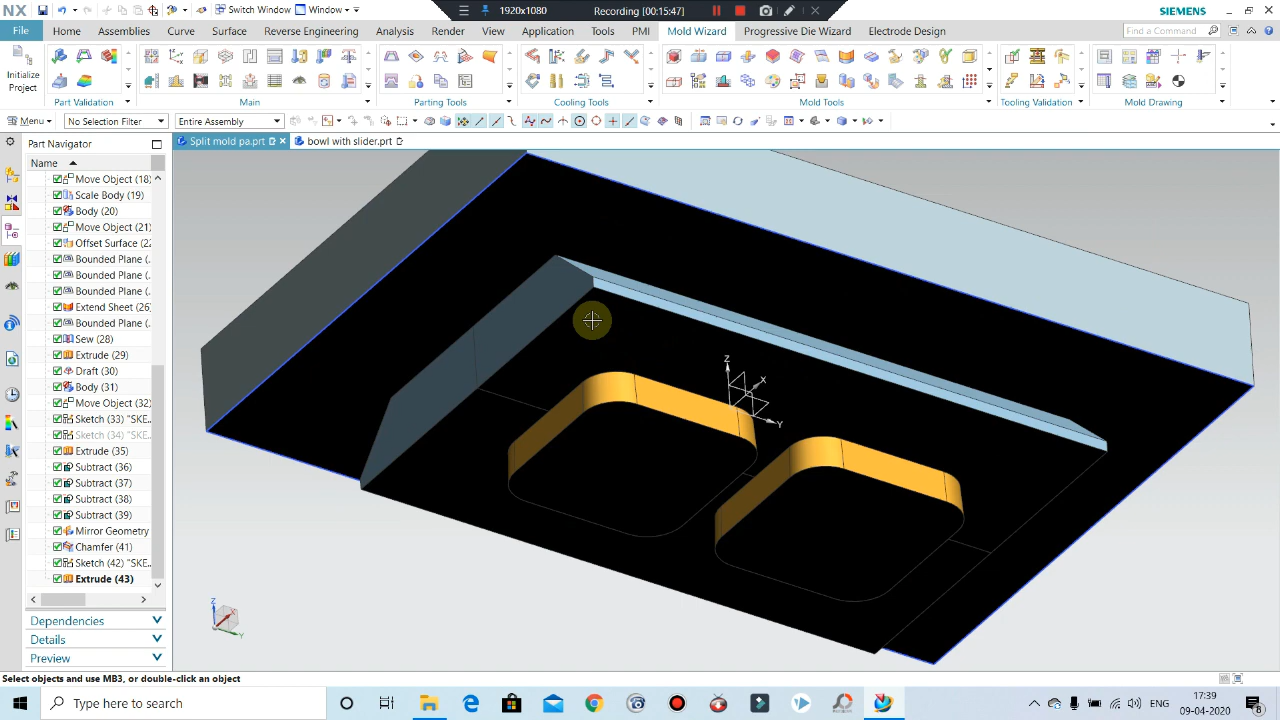 NX
Switch Window
Window
1920x1080
Recording [00:15:47]
SIEMENS
File
Home
Curve
Surface
Reverse Engineering
Analysis
Render
View
Application
Tools
PMI
Mold Wizard
Progressive Die Wizard
Elecrode Design
Find a Command
Initialize
Project
Part Validation
Main
Parting Tools
Cooling Tools
Mold Tools
Tooling Validation
Mold Drawing
Menu
No Selection Filter
Entire Assembly
Part Navigator
Split mold pa.prt
bowl with slider.prt
Name
Move Object (18)
Scale Body (19)
Body (20)
Move Object (21)
Offset Surface (22
Bounded Plane (.
Bounded Plane (.
Bounded Plane (.
Extend Sheet (26)
Bounded Plane (.
Sew (28)
Extrude (29)
Draft (30)
Body (31)
Move Object (32)
Sketch (33) "SKE..
Sketch (34) "SKE..
Extrude (35)
Subtract (36)
Subtract (37)
Subtract (38)
Subtract (39)
Mirror Geometry
Chamfer (41)
Sketch (42) "SKE..
Extrude (43)
Z
X
Y
Z
Y
Dependencies
Details
Preview
Select objects and use MB3, or double-click an object
Type here to search
17:39
09-04-2020